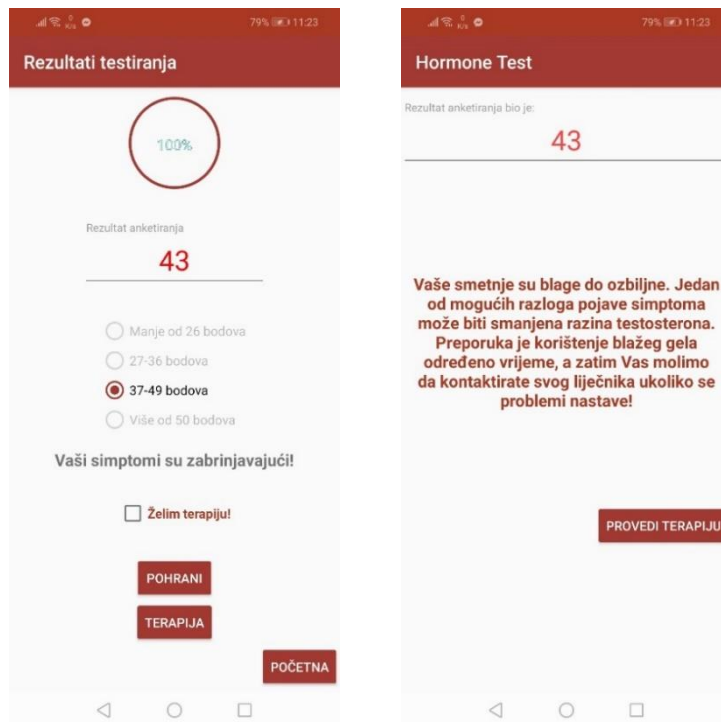 0
K/s
79% 11:23
Rezultati testiranja
100%
Rezultat anketiranja
43
Manje od 26 bodova
27-36 bodova
37-49 bodova
Više od 50 bodova
Vaši simptomi su zabrinjavajući!
Želim terapiju!
POHRANI
TERAPIJA
POČETNA
0
K/s
79% 11:23
Hormone Test
Rezultat anketiranja bio je:
43
Vaše smetnje su blage do ozbiljne. Jedan
od mogućih razloga pojave simptoma
može biti smanjena razina testosterona.
Preporuka je korištenje blažeg gela
određeno vrijeme, a zatim Vas molimo
da kontaktirate svog liječnika ukoliko se
problemi nastave!
PROVEDI TERAPIJU